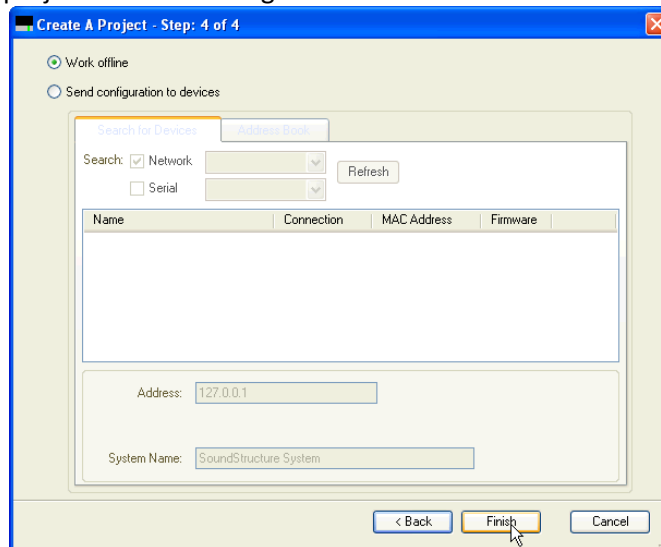 Create A Project - Step: 4 of 4
Work offline
Send configuration to devices
Search for Devices Address Book
Search: Network
Refresh
Serial
Name Connection MAC Address Firmware
Address: 127.0.0.1
System Name: SoundStructure System
< Back Finish Cancel